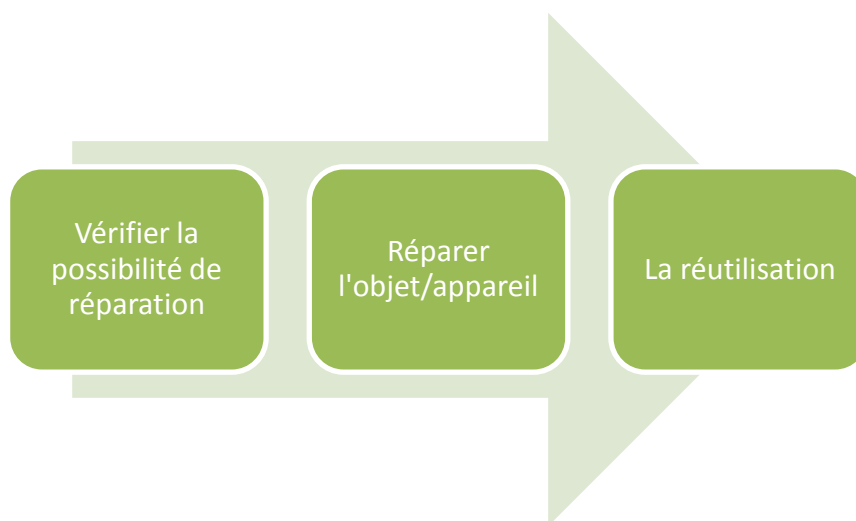 Vérifier la
possibilité de
réparation
Réparer
l'objet/appareil
La réutilisation